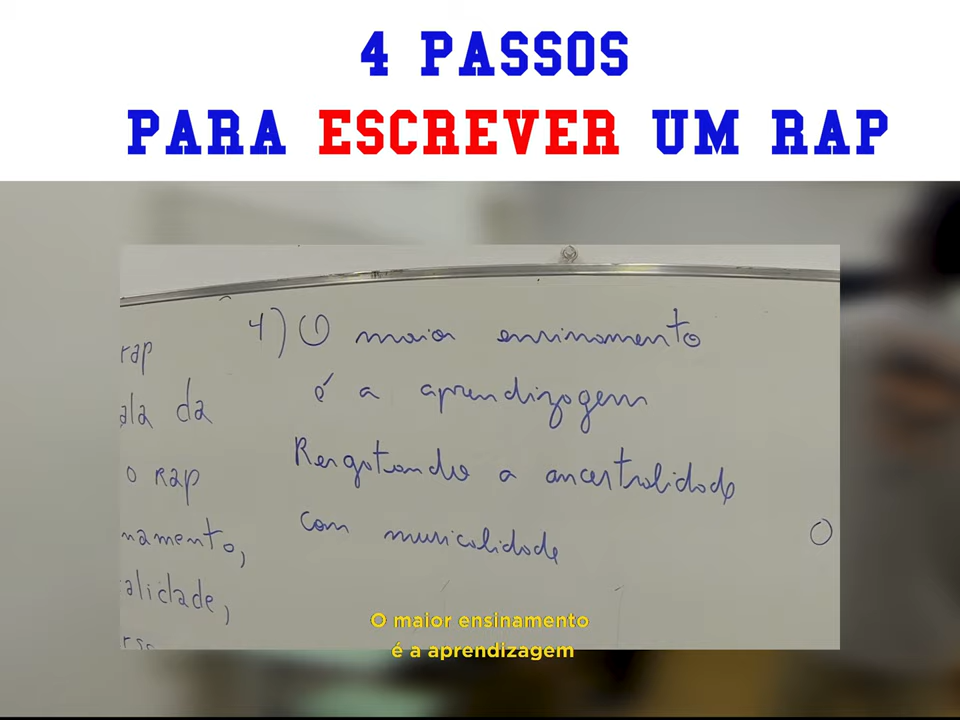 4 PASSOS
PARA ESCREVER UM RAP
4) O maior ensinamento
é a aprendizagem
Resgatando a ancestralidade
com musicalidade
rap
ala da
o rap
namento,
alidade,
O
O maior ensinamento
é a aprendizagem